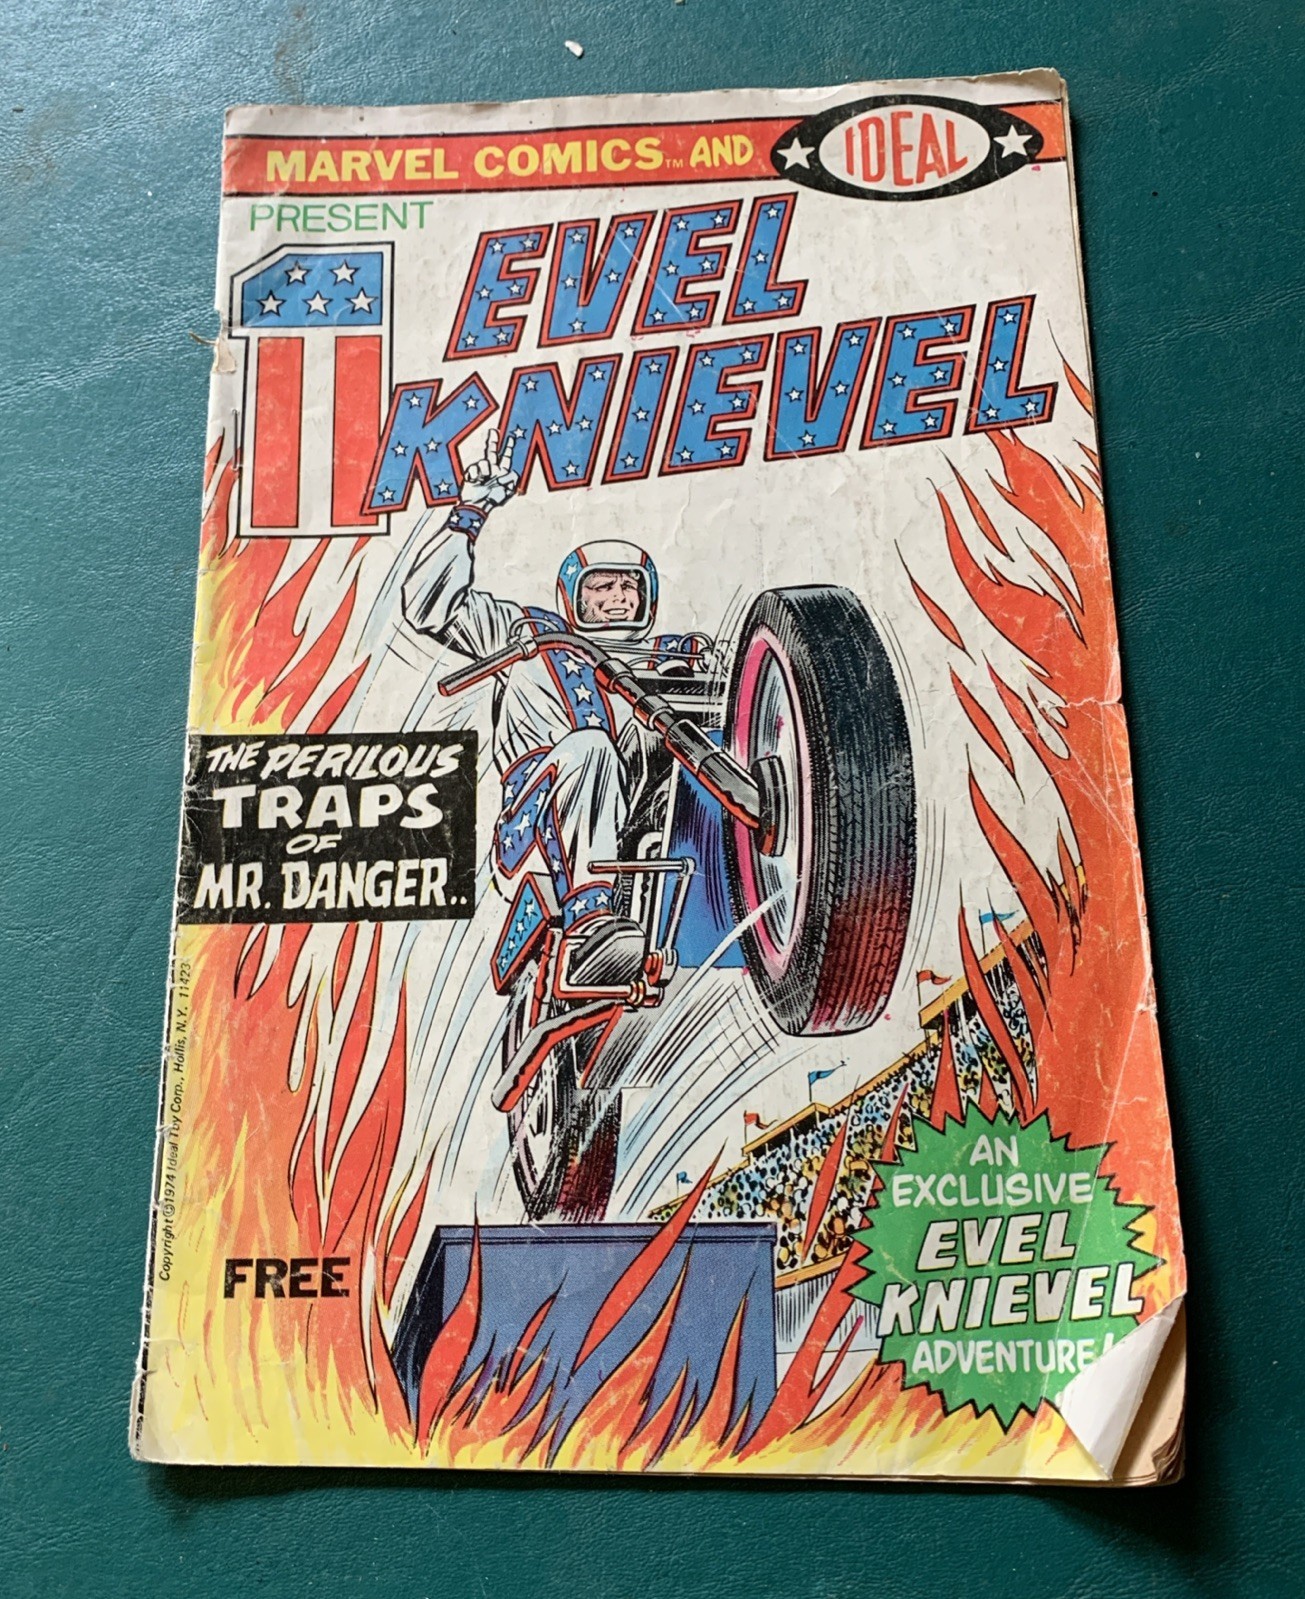 MARVEL COMICS™ AND
IDEAL
PRESENT
1
EVEL
KNIEVEL
THE PERILOUS
TRAPS
OF
MR. DANGER..
Copyright © 1974 Ideal Toy Corp., Hollis, N.Y. 11423
FREE
AN
EXCLUSIVE
EVEL
KNIEVEL
ADVENTURE!